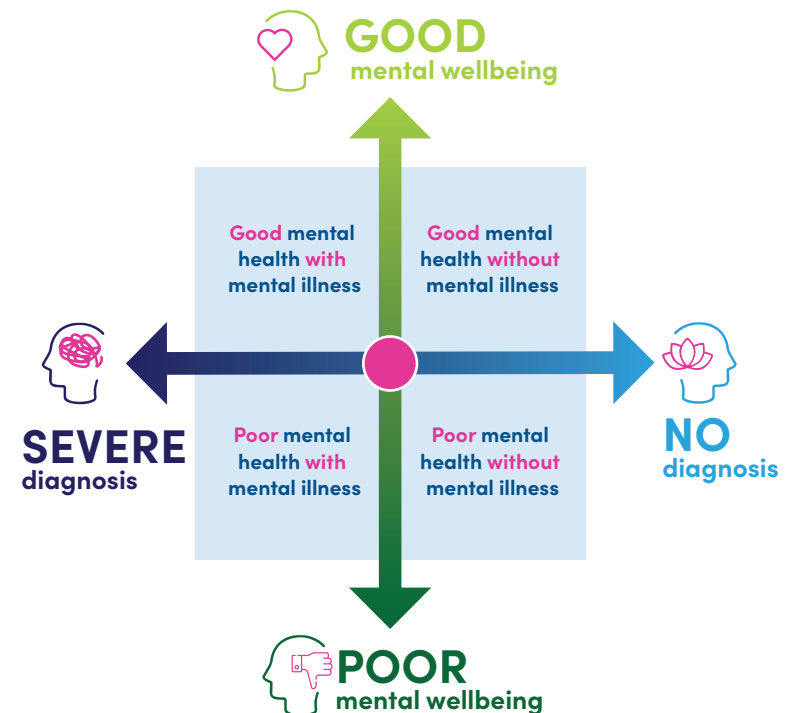 GOOD
mental wellbeing
Good mental
health with
mental illness
Good mental
health without
mental illness
SEVERE
diagnosis
NO
diagnosis
Poor mental
health with
mental illness
Poor mental
health without
mental illness
POOR
mental wellbeing